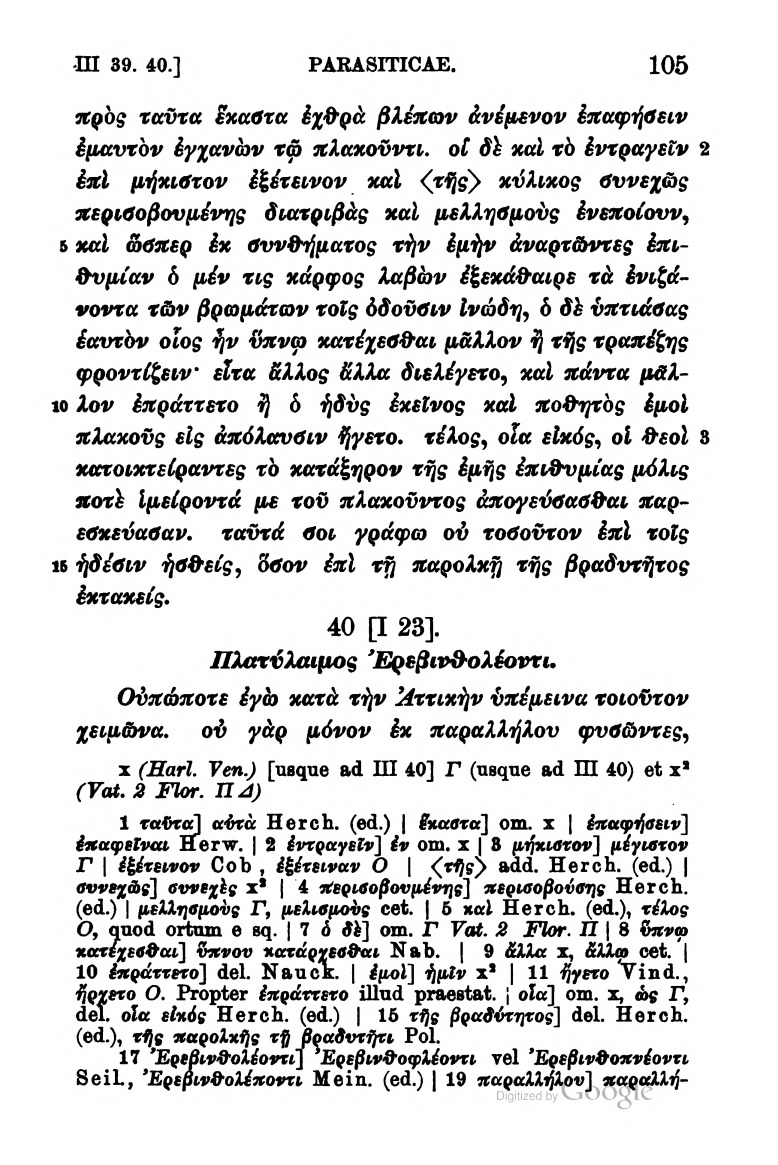 ·III 39. 40.] PARASITICAE. 105
πρὸς ταῦτα ἕκαστα ἐχθρὰ βλέπων ἀνέμενον ἐπαφήσειν
ἐμαυτὸν ἐγχανὼν τῷ πλακοῦντι. οἱ δὲ καὶ τὸ ἐντραγεῖν 2
ἐπὶ μήκιστον ἐξέτεινον καὶ ⟨τῆς⟩ κύλικος συνεχῶς
περισοβουμένης διατριβὰς καὶ μελλησμοὺς ἐνεποίουν,
5 καὶ ὥσπερ ἐκ συνθήματος τὴν ἐμὴν ἀναρτῶντες ἐπι-
θυμίαν ὁ μέν τις κάρφος λαβὼν ἐξεκάθαιρε τὰ ἐνιζά-
νοντα τῶν βρωμάτων τοῖς ὀδοῦσιν ἰνώδη, ὁ δὲ ὑπτιάσας
ἑαυτὸν οἷος ἦν ὕπνῳ κατέχεσθαι μᾶλλον ἢ τῆς τραπέζης
φροντίζειν· εἶτα ἄλλος ἄλλα διελέγετο, καὶ πάντα μᾶλ-
10 λον ἐπράττετο ἢ ὁ ἡδὺς ἐκεῖνος καὶ ποθητὸς ἐμοὶ
πλακοῦς εἰς ἀπόλαυσιν ἤγετο. τέλος, οἷα εἰκός, οἱ θεοὶ 3
κατοικτείραντες τὸ κατάξηρον τῆς ἐμῆς ἐπιθυμίας μόλις
ποτὲ ἱμείροντά με τοῦ πλακοῦντος ἀπογεύσασθαι παρ-
εσκεύασαν. ταῦτά σοι γράφω οὐ τοσοῦτον ἐπὶ τοῖς
15 ἡδέσιν ἡσθείς, ὅσον ἐπὶ τῇ παρολκῇ τῆς βραδυτῆτος
ἐκτακείς.
40 [I 23].
Πλατύλαιμος Ἐρεβινθολέοντι.
Οὐπώποτε ἐγὼ κατὰ τὴν Ἀττικὴν ὑπέμεινα τοιοῦτον
χειμῶνα. οὐ γὰρ μόνον ἐκ παραλλήλου φυσῶντες,
x (Harl. Ven.) [usque ad III 40] Γ (usque ad III 40) et x²
(Vat. 2 Flor. Π Δ)
1 ταῦτα] αὐτὰ Herch. (ed.) | ἕκαστα] om. x | ἐπαφήσειν]
ἐπαφεῖναι Herw. | 2 ἐντραγεῖν] ἐν om. x | 3 μήκιστον] μέγιστον
Γ | ἐξέτεινον Cob, ἐξέτειναν O | ⟨τῆς⟩ add. Herch. (ed.) |
συνεχῶς] συνεχὲς x² | 4 περισοβουμένης] περισοβούσης Herch.
(ed.) | μελλησμοὺς Γ, μελισμοὺς cet. | 5 καὶ Herch. (ed.), τέλος
O, quod ortum e sq. | 7 ὁ δὲ] om. Γ Vat. 2 Flor. Π | 8 ὕπνῳ
κατέχεσθαι] ὕπνου κατάρχεσθαι Nab. | 9 ἄλλα x, ἄλλῳ cet. |
10 ἐπράττετο] del. Nauck. | ἐμοὶ] ἡμῖν x² | 11 ἤγετο Vind.,
ἤρχετο O. Propter ἐπράττετο illud praestat. | οἷα] om. x, ὡς Γ,
del. οἷα εἰκός Herch. (ed.) | 15 τῆς βραδύτητος] del. Herch.
(ed.), τῆς παρολκῆς τῇ βραδυτῆτι Pol.
17 Ἐρεβινθολέοντι] Ἐρεβινθοφλέοντι vel Ἐρεβινθοπνέοντι
Seil., Ἐρεβινθολέποντι Mein. (ed.) | 19 παραλλήλου] παραλλή-
Digitized by Google